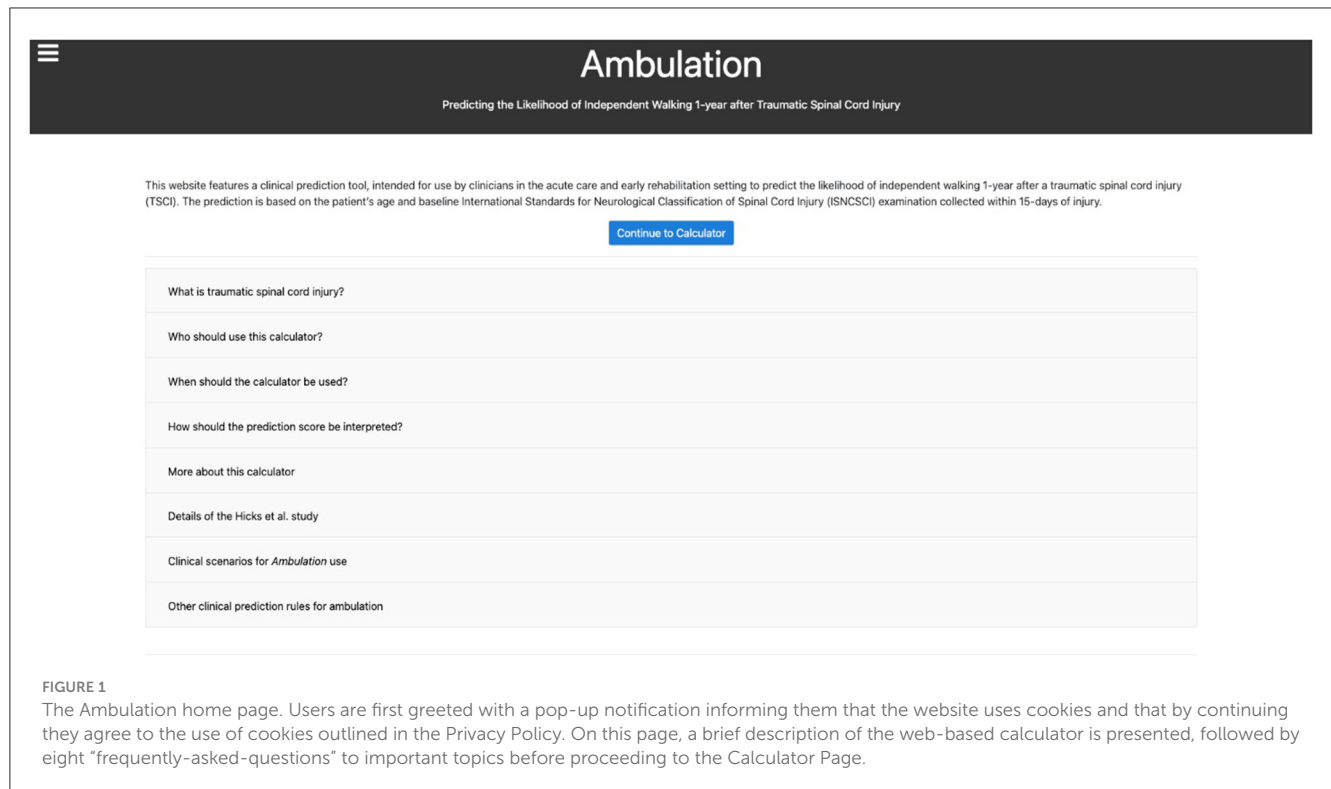 Ambulation
Predicting the Likelihood of Independent Walking 1-year after Traumatic Spinal Cord Injury
This website features a clinical prediction tool, intended for use by clinicians in the acute care and early rehabilitation setting to predict the likelihood of independent walking 1-year after a traumatic spinal cord injury
(TSCI). The prediction is based on the patient's age and baseline International Standards for Neurological Classification of Spinal Cord Injury (ISNCSCI) examination collected within 15-days of injury.
Continue to Calculator
What is traumatic spinal cord injury?
Who should use this calculator?
When should the calculator be used?
How should the prediction score be interpreted?
More about this calculator
Details of the Hicks et al. study
Clinical scenarios for Ambulation use
Other clinical prediction rules for ambulation
FIGURE 1
The Ambulation home page. Users are first greeted with a pop-up notification informing them that the website uses cookies and that by continuing
they agree to the use of cookies outlined in the Privacy Policy. On this page, a brief description of the web-based calculator is presented, followed by
eight “frequently-asked-questions” to important topics before proceeding to the Calculator Page.